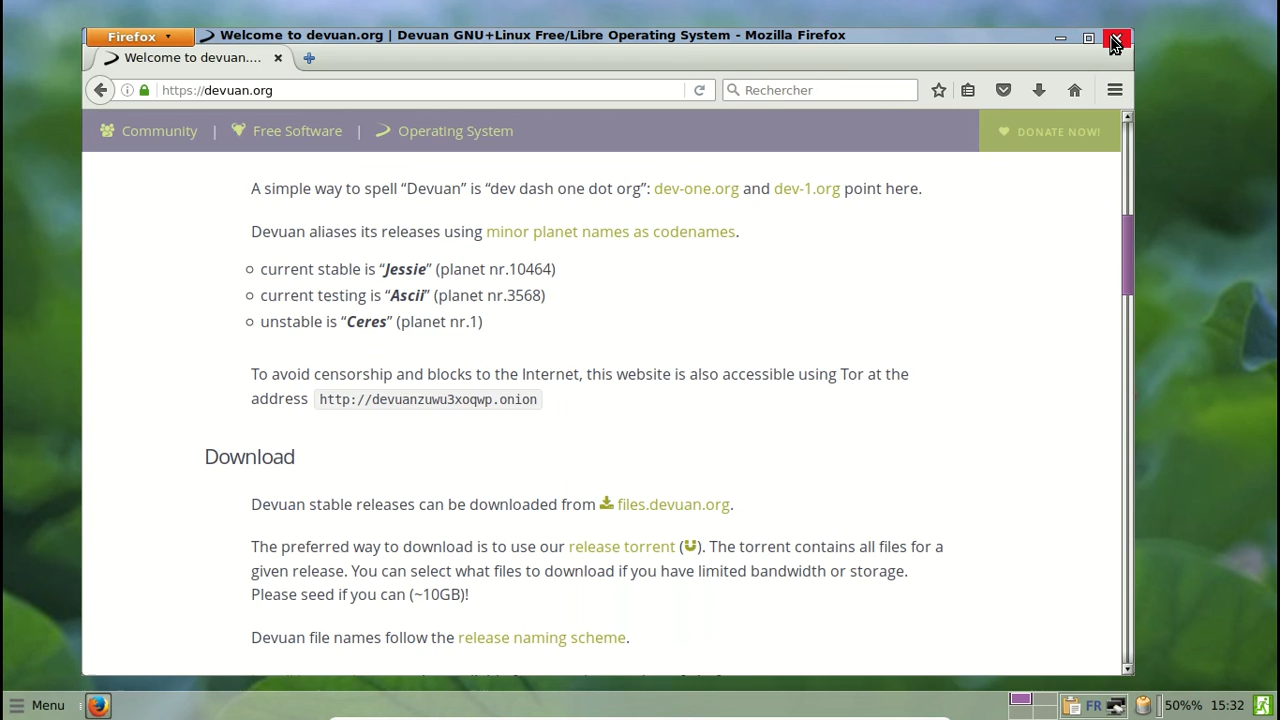 Firefox
Welcome to devuan.org | Devuan GNU+Linux Free/Libre Operating System - Mozilla Firefox
Welcome to devuan....
https://devuan.org
Rechercher
Community | Free Software | Operating System
DONATE NOW!
A simple way to spell “Devuan” is “dev dash one dot org”: dev-one.org and dev-1.org point here.
Devuan aliases its releases using minor planet names as codenames.
current stable is “Jessie” (planet nr.10464)
current testing is “Ascii” (planet nr.3568)
unstable is “Ceres” (planet nr.1)
To avoid censorship and blocks to the Internet, this website is also accessible using Tor at the
address http://devuanzuwu3xoqwp.onion
Download
Devuan stable releases can be downloaded from files.devuan.org.
The preferred way to download is to use our release torrent ( ). The torrent contains all files for a
given release. You can select what files to download if you have limited bandwidth or storage.
Please seed if you can (~10GB)!
Devuan file names follow the release naming scheme.
Menu
FR
50%%
15:32